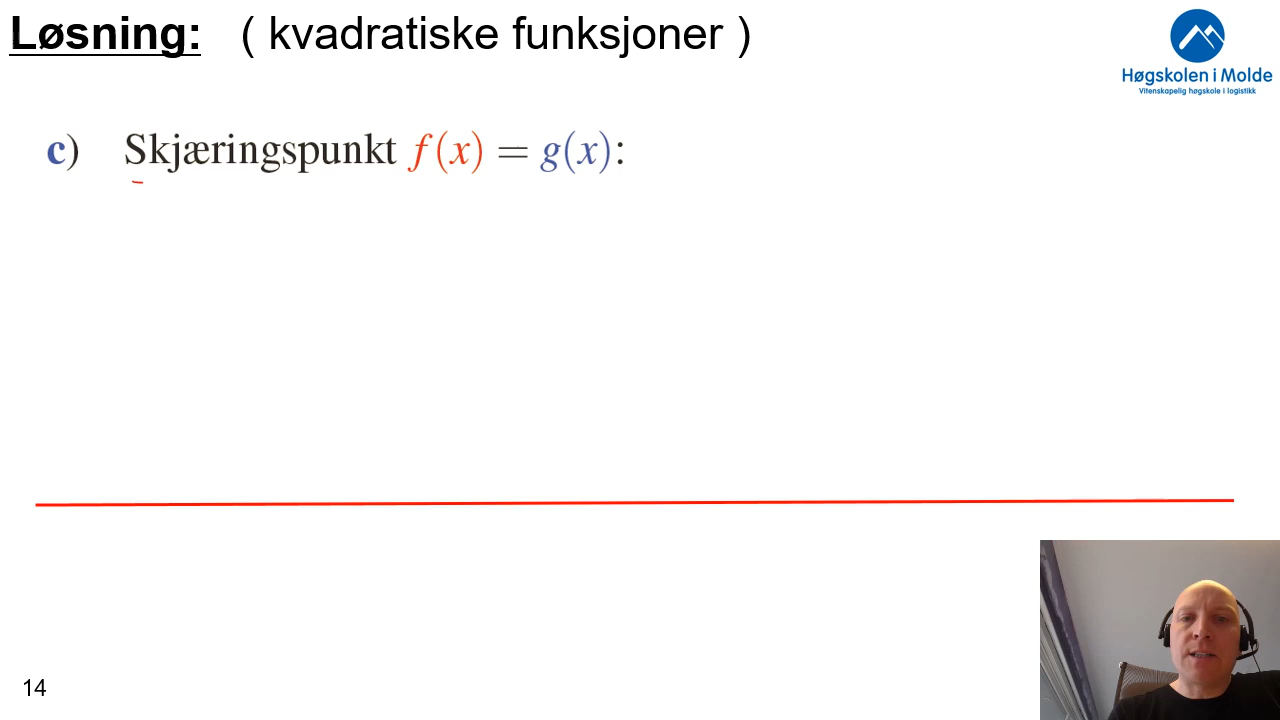 Løsning: ( kvadratiske funksjoner )
Høgskolen i Molde
Vitenskapelig høgskole i logistikk
c) Skjæringspunkt f(x) = g(x):
14